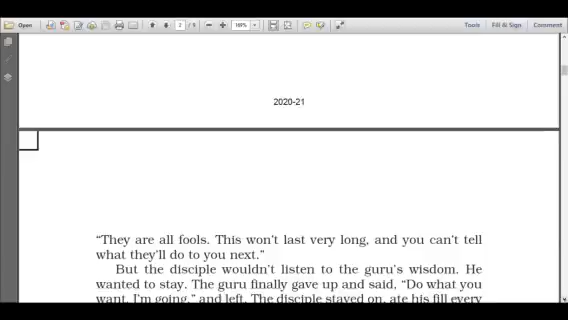 Open
2 / 5
189%
Tools
Fill & Sign
Comment
2020-21
“They are all fools. This won't last very long, and you can't tell
what they'll do to you next.”
But the disciple wouldn't listen to the guru's wisdom. He
wanted to stay. The guru finally gave up and said, “Do what you
want, I'm going,” and left. The disciple stayed on, ate his fill every